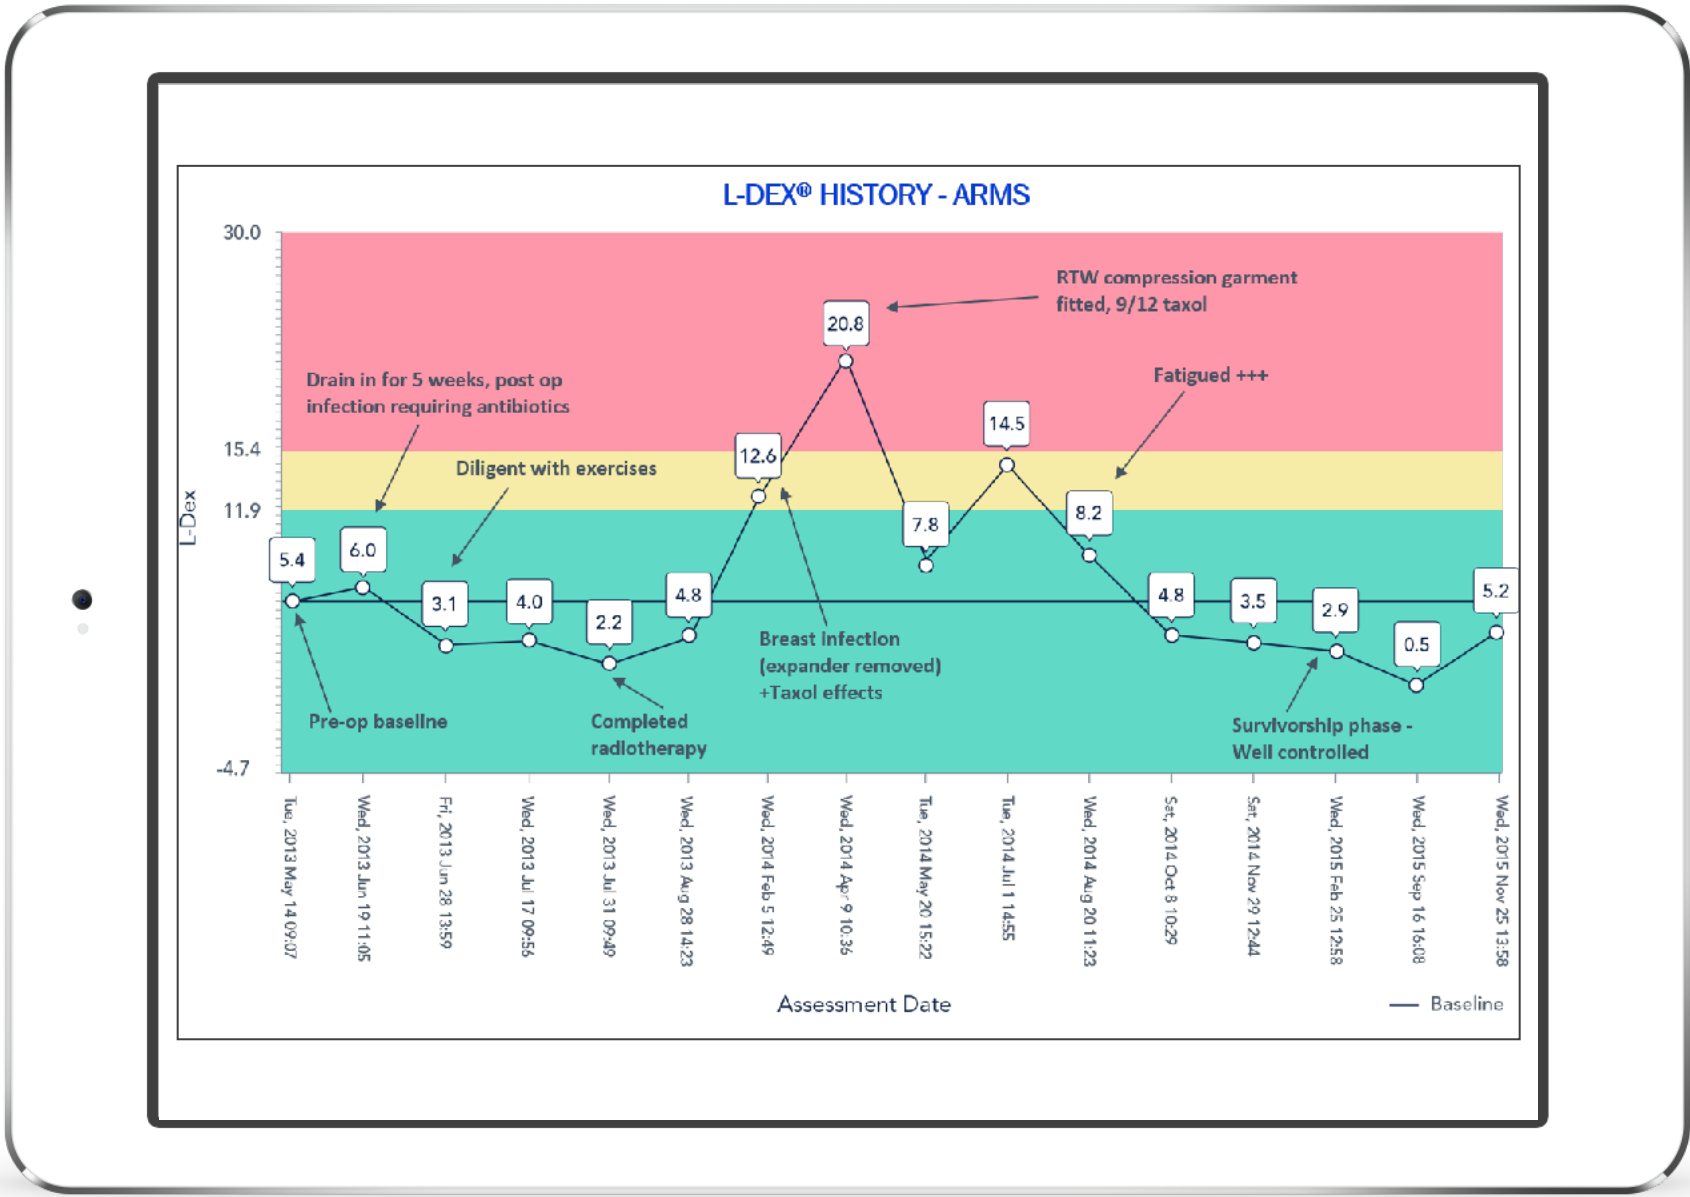 L-DEX® HISTORY - ARMS
30.0
15.4
11.9
-4.7
L-Dex
RTW compression garment
fitted, 9/12 taxol
Fatigued +++
Drain in for 5 weeks, post op
infection requiring antibiotics
Diligent with exercises
Breast Infection
(expander removed)
+Taxol effects
Pre-op baseline
Completed
radiotherapy
Survivorship phase -
Well controlled
5.4
6.0
3.1
4.0
2.2
4.8
12.6
20.8
7.8
14.5
8.2
4.8
3.5
2.9
0.5
5.2
Tue, 2013 May 14 09:07
Wed, 2013 Jun 19 11:05
Fri, 2013 Jun 28 13:59
Wed, 2013 Jul 17 09:56
Wed, 2013 Jul 31 09:49
Wed, 2013 Aug 28 14:23
Wed, 2014 Feb 5 12:49
Wed, 2014 Apr 9 10:36
Tue, 2014 May 20 15:22
Tue, 2014 Jul 1 14:55
Wed, 2014 Aug 20 11:23
Sat, 2014 Oct 8 10:29
Sat, 2014 Nov 29 12:44
Wed, 2015 Feb 25 12:58
Wed, 2015 Sep 16 16:08
Wed, 2015 Nov 25 13:58
Assessment Date
Baseline